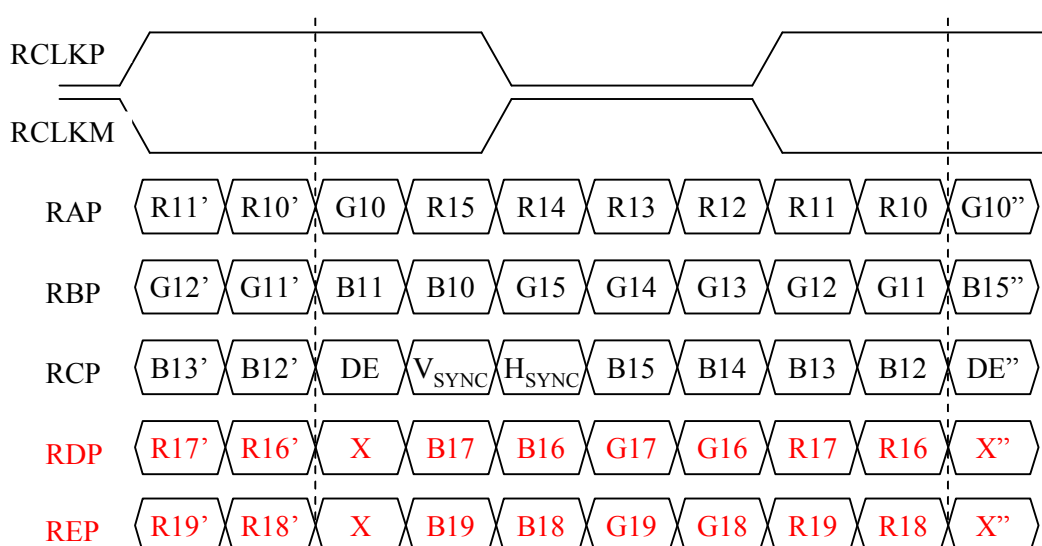 RCLKP
RCLKM
RAP R11’ R10’ G10 R15 R14 R13 R12 R11 R10 G10”
RBP G12’ G11’ B11 B10 G15 G14 G13 G12 G11 B15”
RCP B13’ B12’ DE VSYNC HSYNC B15 B14 B13 B12 DE”
RDP R17’ R16’ X B17 B16 G17 G16 R17 R16 X”
REP R19’ R18’ X B19 B18 G19 G18 R19 R18 X”